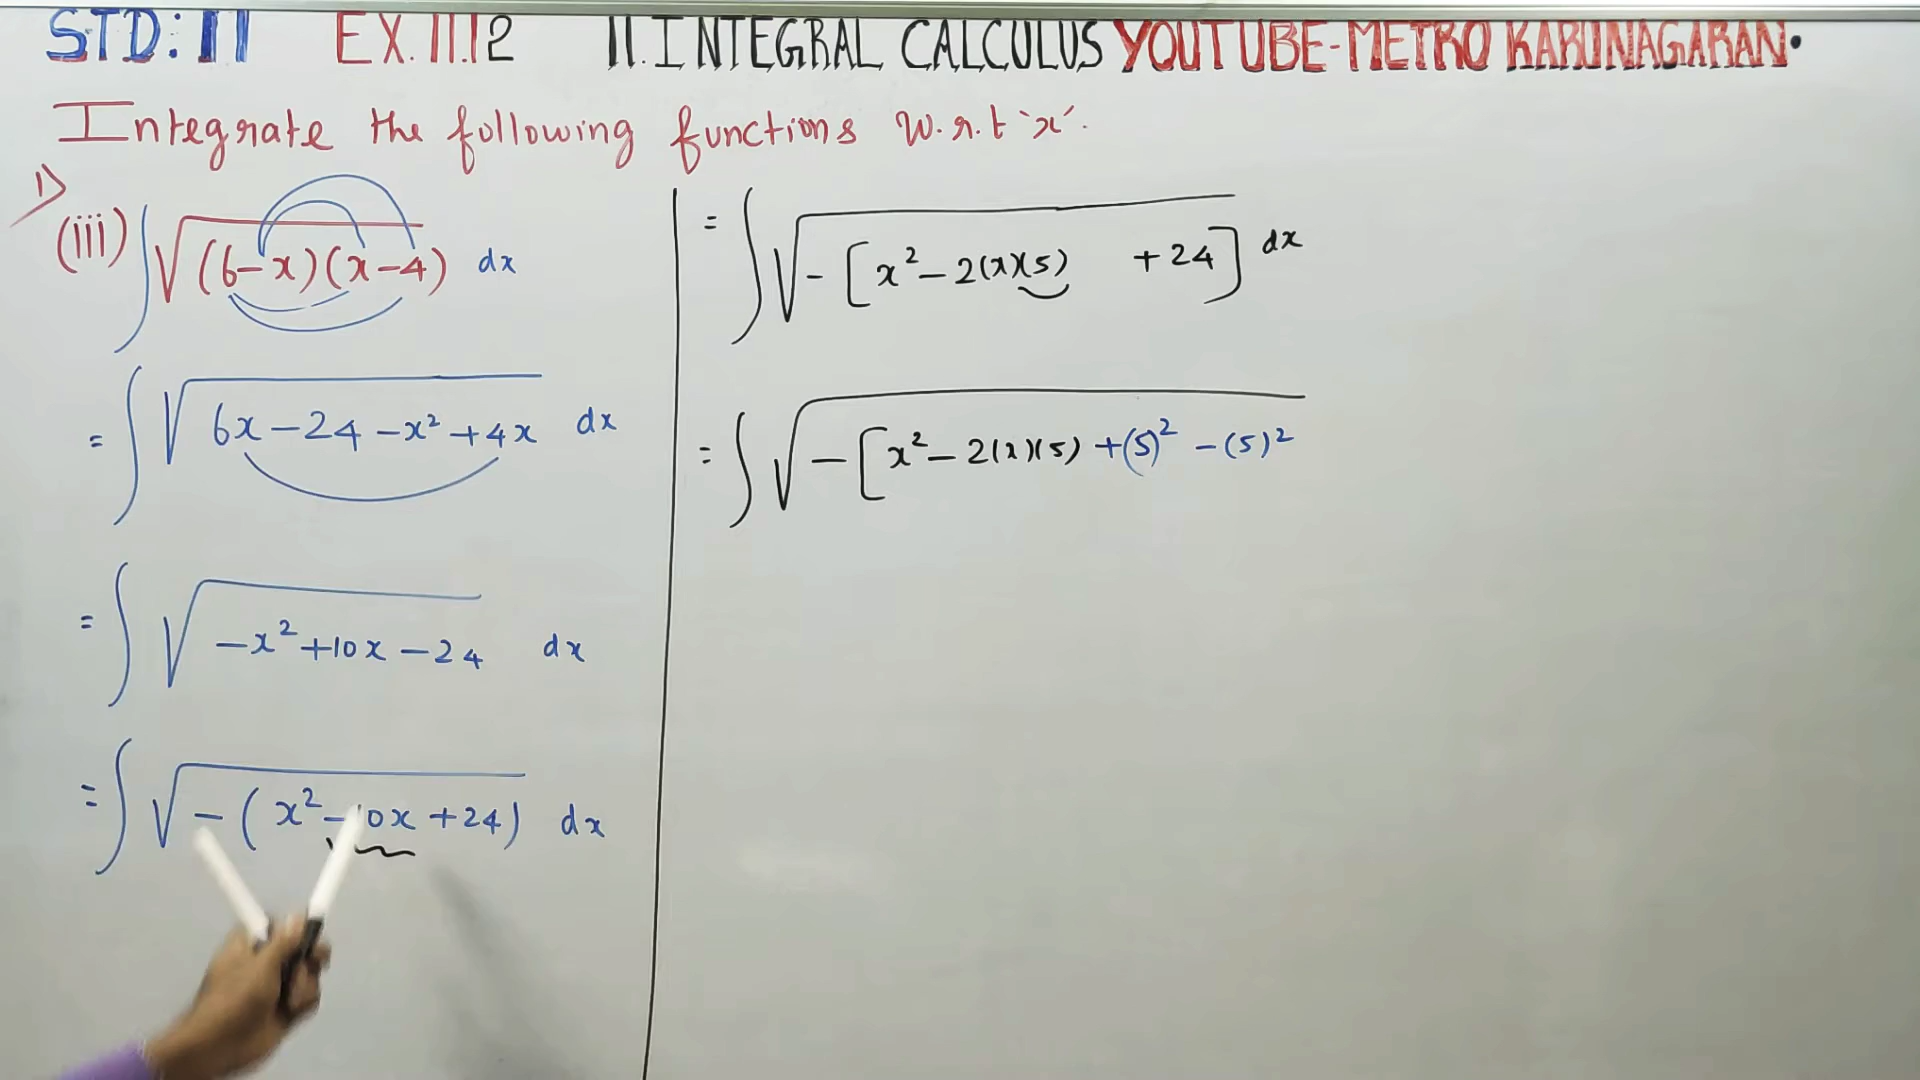 STD: 11 EX. 11.12 11. INTEGRAL CALCULUS YOUTUBE-METRO KARUNAGARAN.
Integrate the following functions w.r.t 'x'.
1)
(iii) ∫ √(6-x)(x-4) dx
= ∫ √6x-24-x²+4x dx
= ∫ √-x²+10x-24 dx
= ∫ √-(x²-10x+24) dx
= ∫ √-[x²-2(x)(5) +24] dx
= ∫ √-[x²-2(x)(5)+(5)²-(5)²